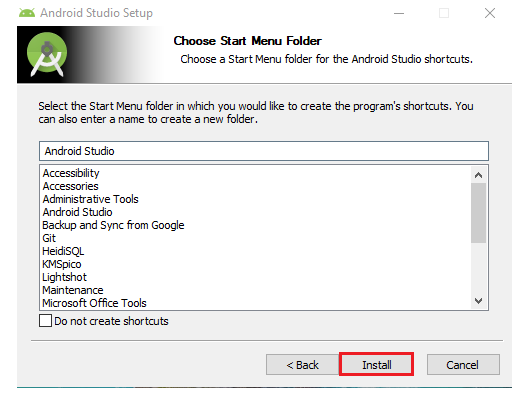 Android Studio Setup
Choose Start Menu Folder
Choose a Start Menu folder for the Android Studio shortcuts.
Select the Start Menu folder in which you would like to create the program's shortcuts. You
can also enter a name to create a new folder.
Android Studio
Accessibility
Accessories
Administrative Tools
Android Studio
Backup and Sync from Google
Git
HeidiSQL
KMSpico
Lightshot
Maintenance
Microsoft Office Tools
Do not create shortcuts
< Back Install Cancel